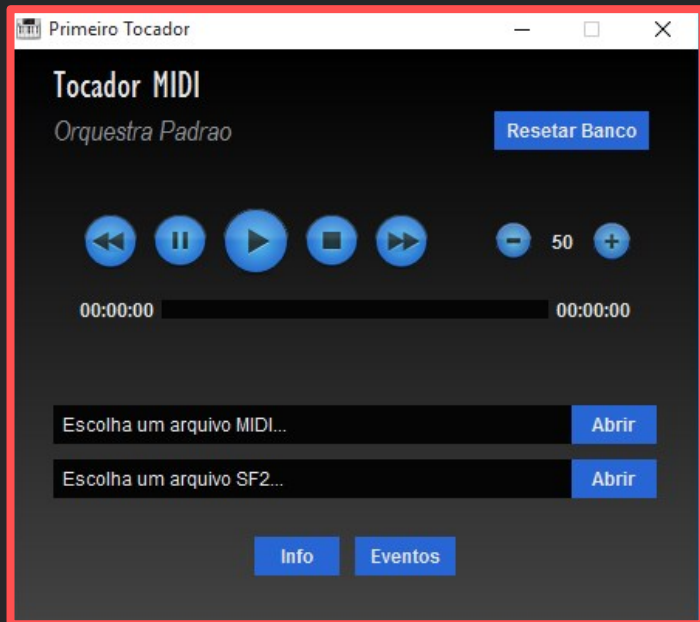 Primeiro Tocador
Tocador MIDI
Orquestra Padrao
Resetar Banco
50
00:00:00 00:00:00
Escolha um arquivo MIDI... Abrir
Escolha um arquivo SF2... Abrir
Info Eventos